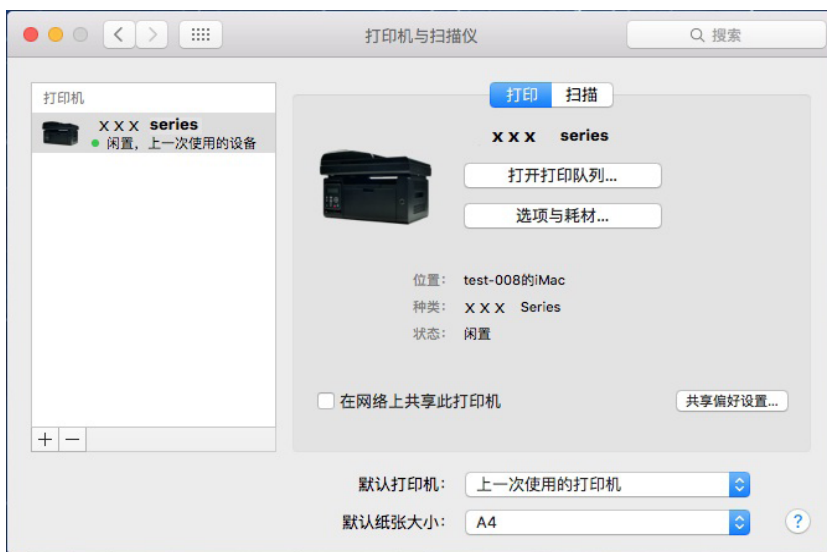 打印机与扫描仪
搜索
打印机
X X X series
闲置，上一次使用的设备
打印 扫描
x x x series
打开打印队列...
选项与耗材...
位置： test-008的iMac
种类： X X X Series
状态： 闲置
在网络上共享此打印机
共享偏好设置...
+ −
默认打印机： 上一次使用的打印机
默认纸张大小： A4
?